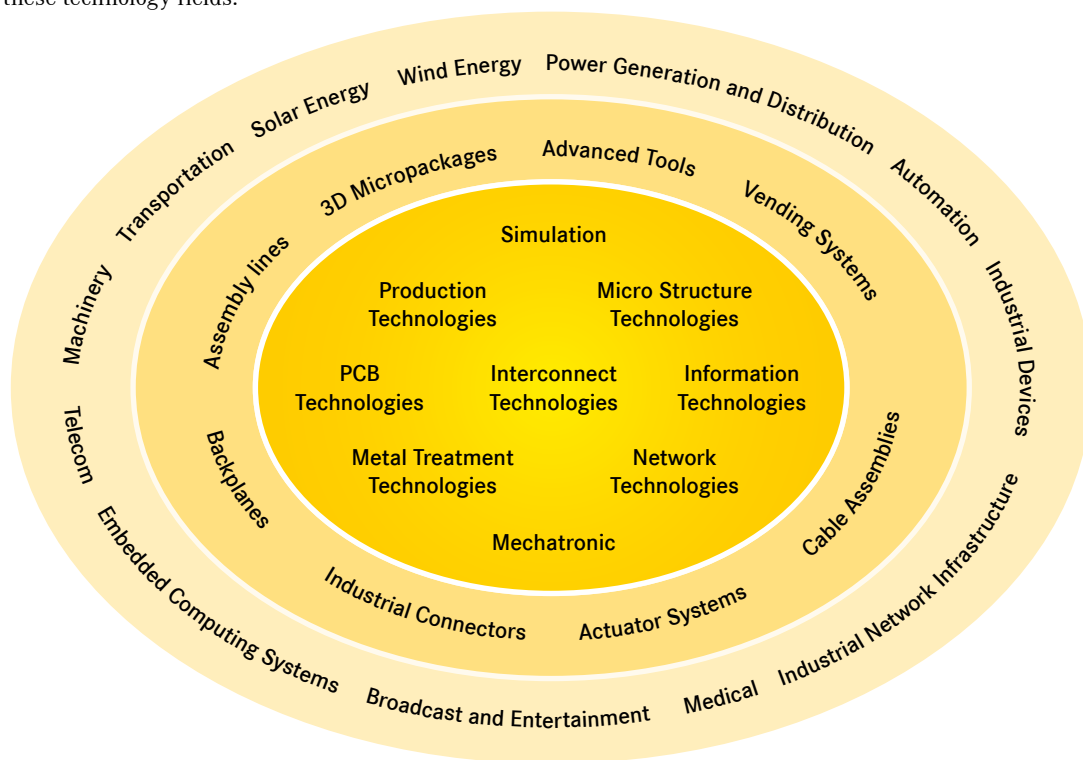 these technology fields.
Wind Energy
Power Generation and Distribution
Solar Energy
Transportation
Automation
Machinery
Industrial Devices
Telecom
Embedded Computing Systems
Broadcast and Entertainment
Medical
Industrial Network Infrastructure
3D Micropackages
Advanced Tools
Vending Systems
Assembly lines
Backplanes
Industrial Connectors
Actuator Systems
Cable Assemblies
Simulation
Production
Technologies
Micro Structure
Technologies
PCB
Technologies
Interconnect
Technologies
Information
Technologies
Metal Treatment
Technologies
Network
Technologies
Mechatronic